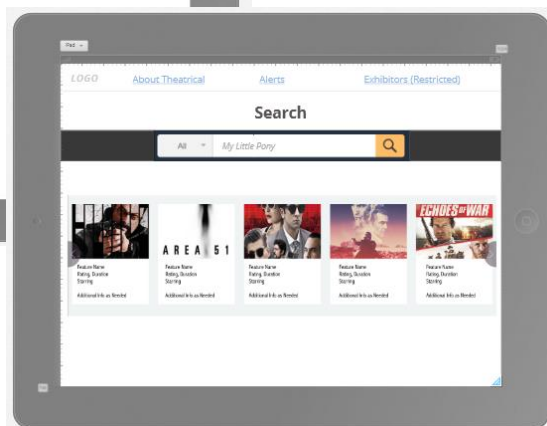 iPad
LOGO About Theatrical Alerts Exhibitors (Restricted)
Search
All My Little Pony
AREA 51
ECHOES OF WAR
Feature Name
Rating, Duration
Starring
Additional Info as Needed
Feature Name
Rating, Duration
Starring
Additional Info as Needed
Feature Name
Rating, Duration
Starring
Additional Info as Needed
Feature Name
Rating, Duration
Starring
Additional Info as Needed
Feature Name
Rating, Duration
Starring
Additional Info as Needed